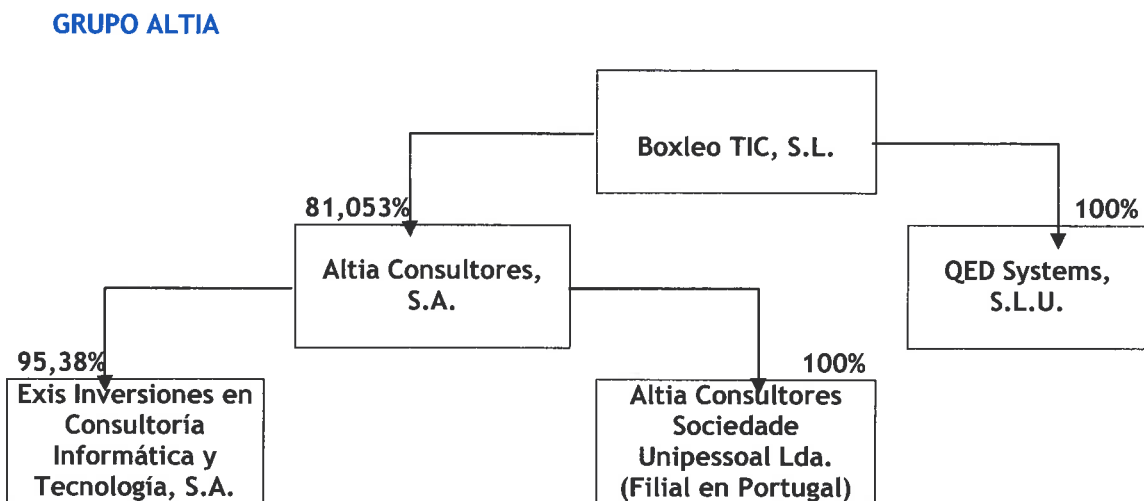 GRUPO ALTIA
Boxleo TIC, S.L.
81,053%
100%
Altia Consultores,
S.A.
QED Systems,
S.L.U.
95,38%
100%
Exis Inversiones en
Consultoría
Informática y
Tecnología, S.A.
Altia Consultores
Sociedade
Unipessoal Lda.
(Filial en Portugal)